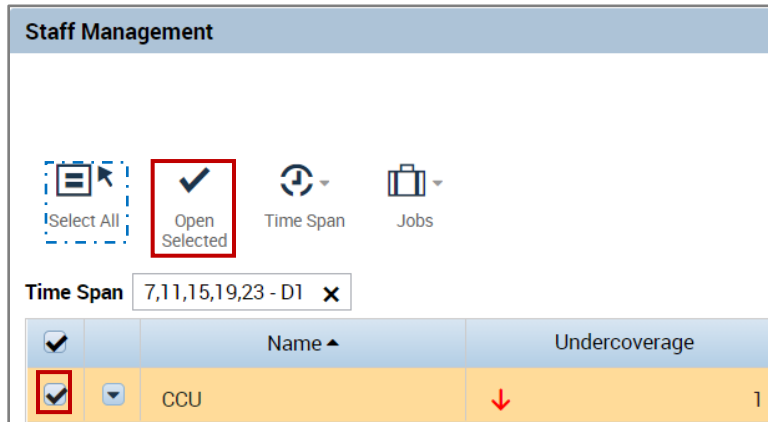 Staff Management
Select All
Open
Selected
Time Span
Jobs
Time Span 7,11,15,19,23 - D1
Name Undercoverage
CCU 1